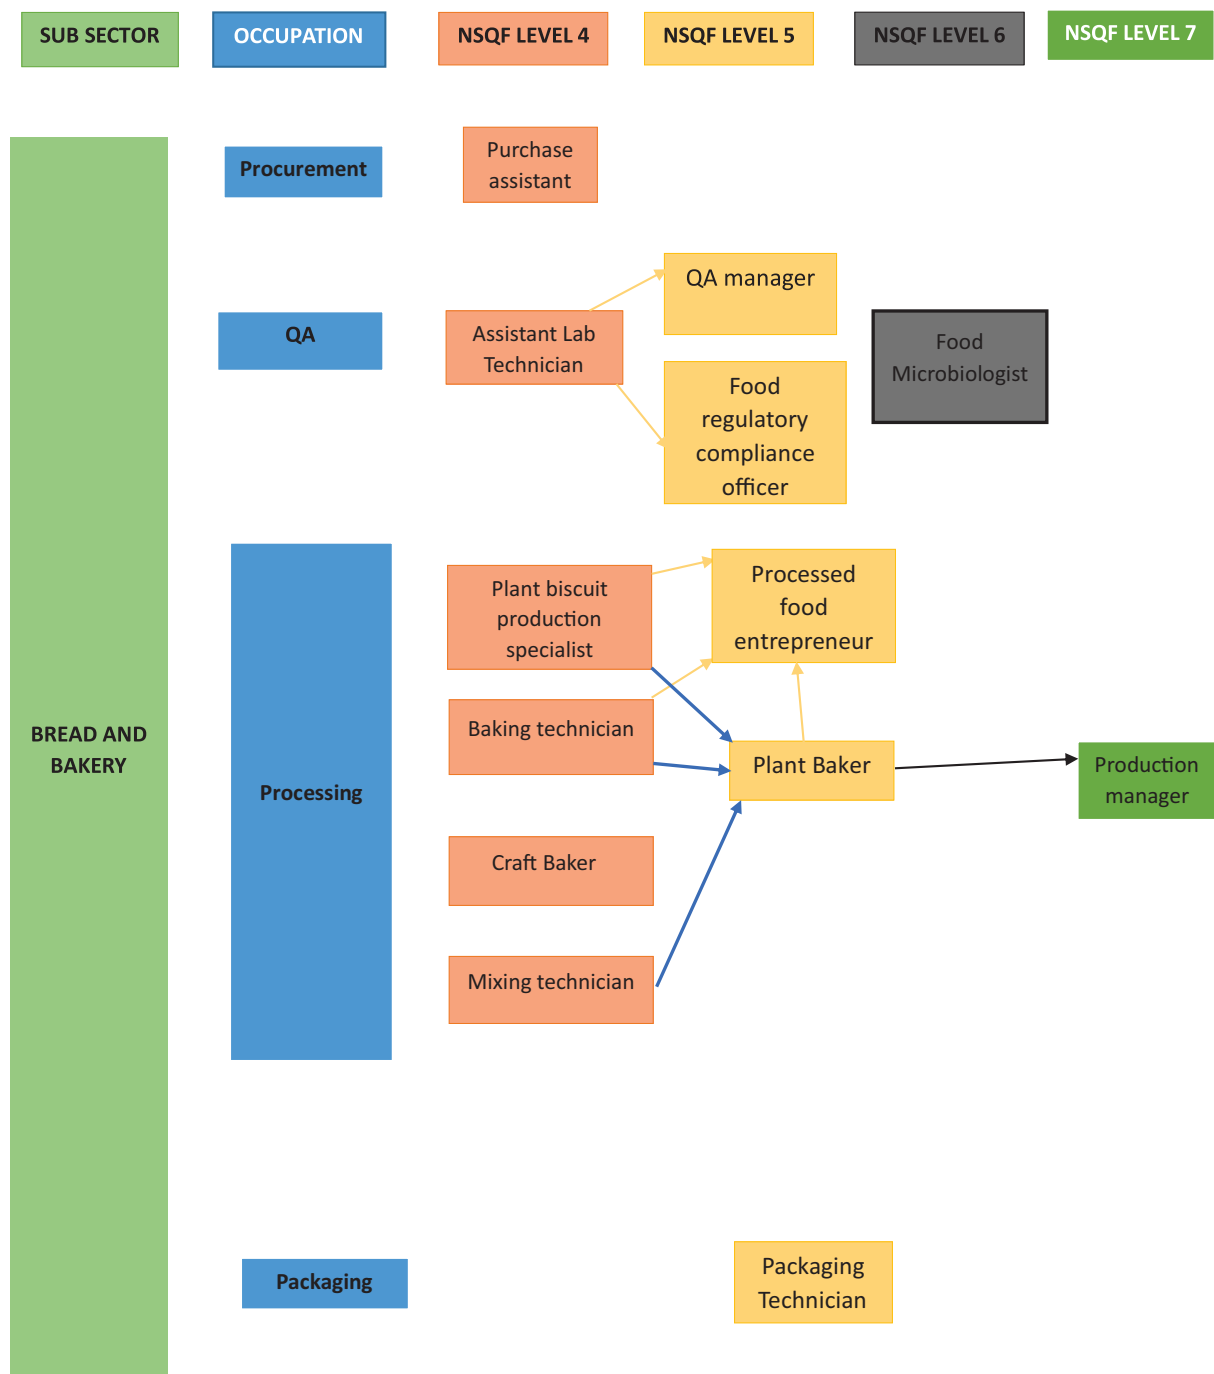 SUB SECTOR
OCCUPATION
NSQF LEVEL 4
NSQF LEVEL 5
NSQF LEVEL 6
NSQF LEVEL 7
BREAD AND
BAKERY
Procurement
Purchase
assistant
QA
Assistant Lab
Technician
QA manager
Food
regulatory
compliance
officer
Food
Microbiologist
Processing
Plant biscuit
production
specialist
Baking technician
Craft Baker
Mixing technician
Processed
food
entrepreneur
Plant Baker
Production
manager
Packaging
Packaging
Technician